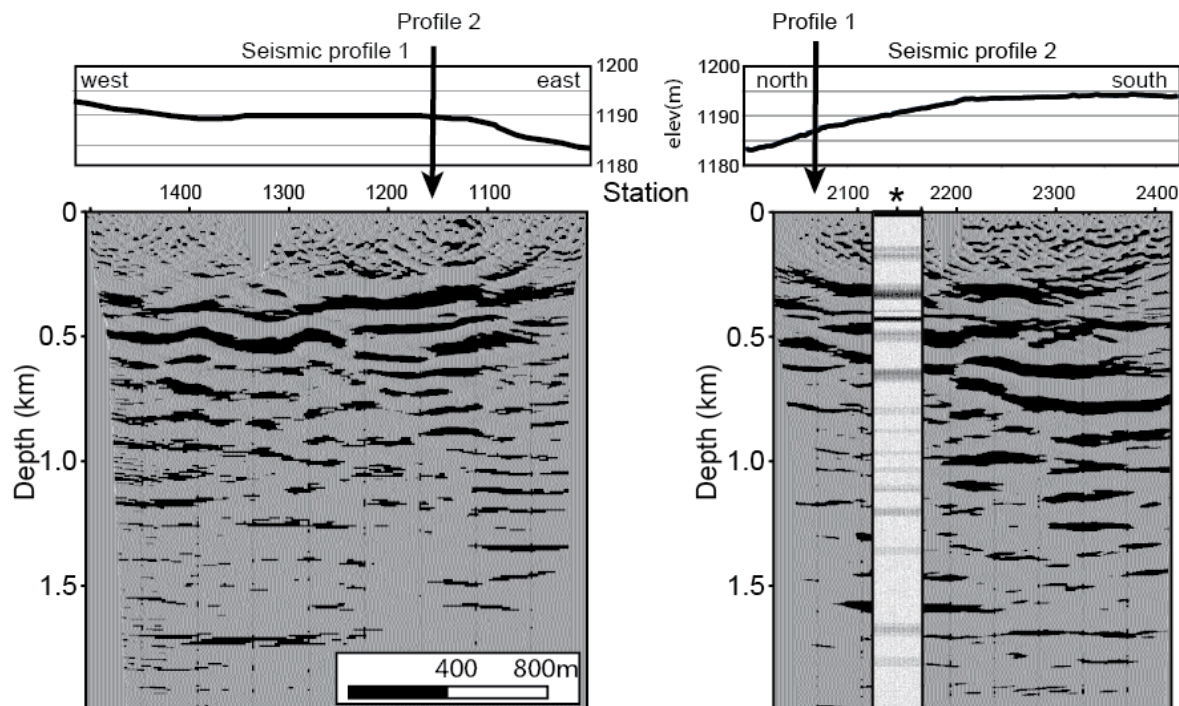 Profile 2
Profile 1
Seismic profile 1
Seismic profile 2
west
east
1200
1190
1180
elev(m)
1200
1190
1180
north
south
1400
1300
1200
1100
Station
2100
*
2200
2300
2400
0
0.5
1.0
1.5
Depth (km)
400
800m
0
0.5
1.0
1.5
Depth (km)